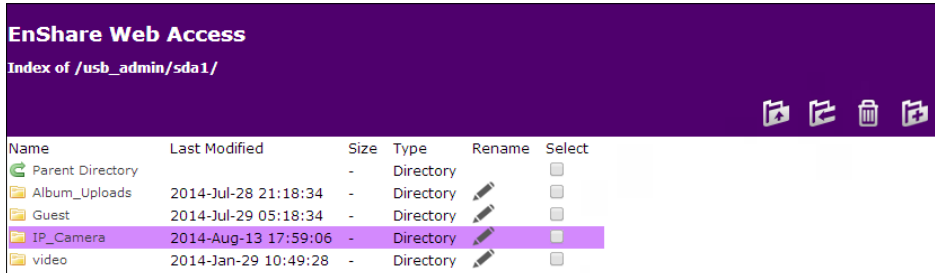 EnShare Web Access
Index of /usb_admin/sda1/
Name Last Modified Size Type Rename Select
Parent Directory - Directory
Album_Uploads 2014-Jul-28 21:18:34 - Directory
Guest 2014-Jul-29 05:18:34 - Directory
IP_Camera 2014-Aug-13 17:59:06 - Directory
video 2014-Jan-29 10:49:28 - Directory